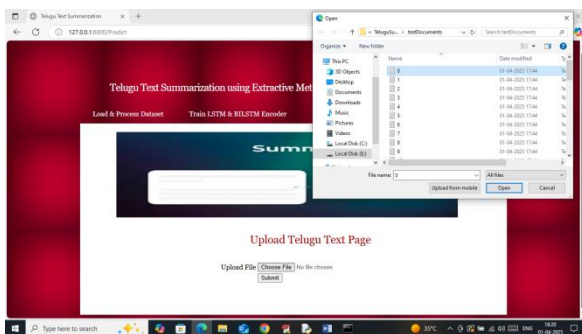 Telugu Text Summarization
127.0.0.1:8000/Predict
Telugu Text Summarization using Extractive Met
Load & Process Dataset
Train LSTM & BILSTM Encoder
Summ
Upload Telugu Text Page
Upload File Choose File No file chosen
Submit
Open
TeluguSu... › testDocuments
Search testDocuments
Organize
New folder
Name
Date modified
This PC
3D Objects
Desktop
Documents
Downloads
Music
Pictures
Videos
Local Disk (C:)
Local Disk (E:)
0 01-04-2025 17:44
1 01-04-2025 17:44
2 01-04-2025 17:44
3 01-04-2025 17:44
4 01-04-2025 17:44
5 01-04-2025 17:44
6 01-04-2025 17:44
7 01-04-2025 17:44
8 01-04-2025 17:44
9 01-04-2025 17:44
File name: 0
All files
Upload from mobile
Open
Cancel
Type here to search
35°C
ENG
18:20
01-04-2025